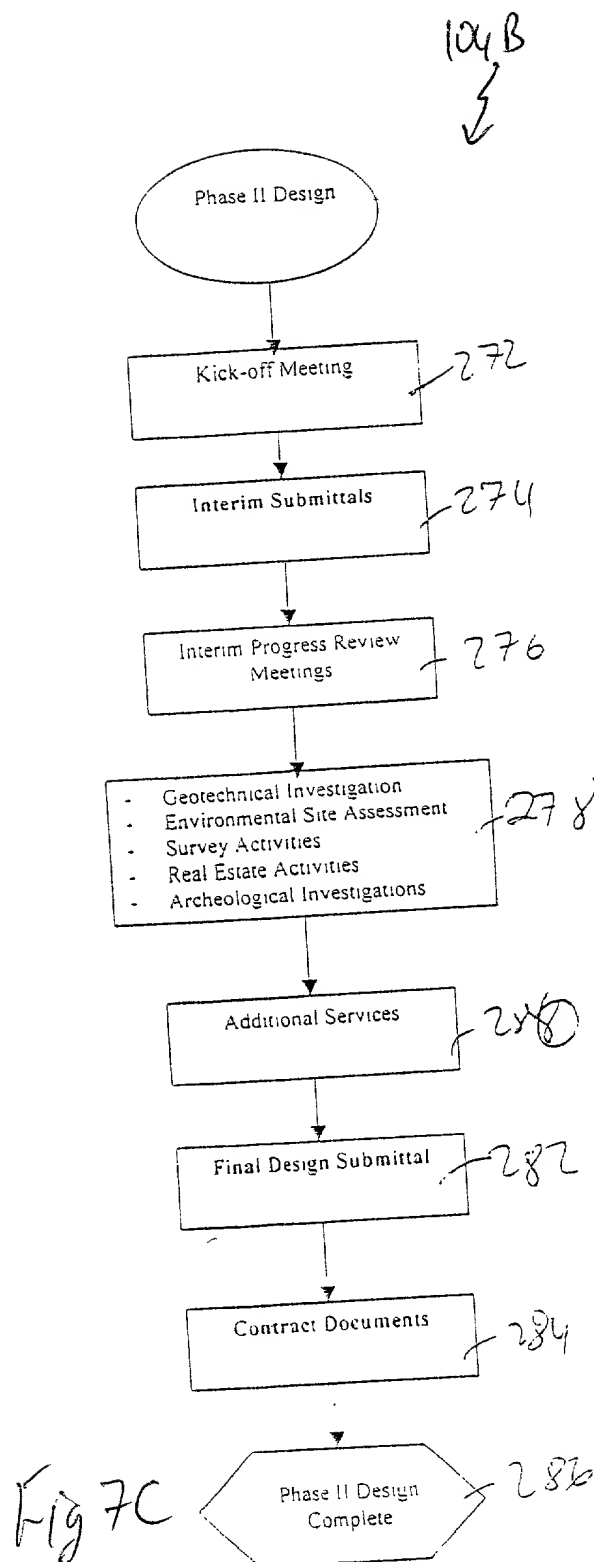 104B
Phase II Design
Kick-off Meeting
272
Interim Submittals
274
Interim Progress Review
Meetings
276
- Geotechnical Investigation
- Environmental Site Assessment
- Survey Activities
- Real Estate Activities
- Archeological Investigations
278
Additional Services
Final Design Submittal
282
Contract Documents
284
Phase II Design
Complete
286
Fig 7C